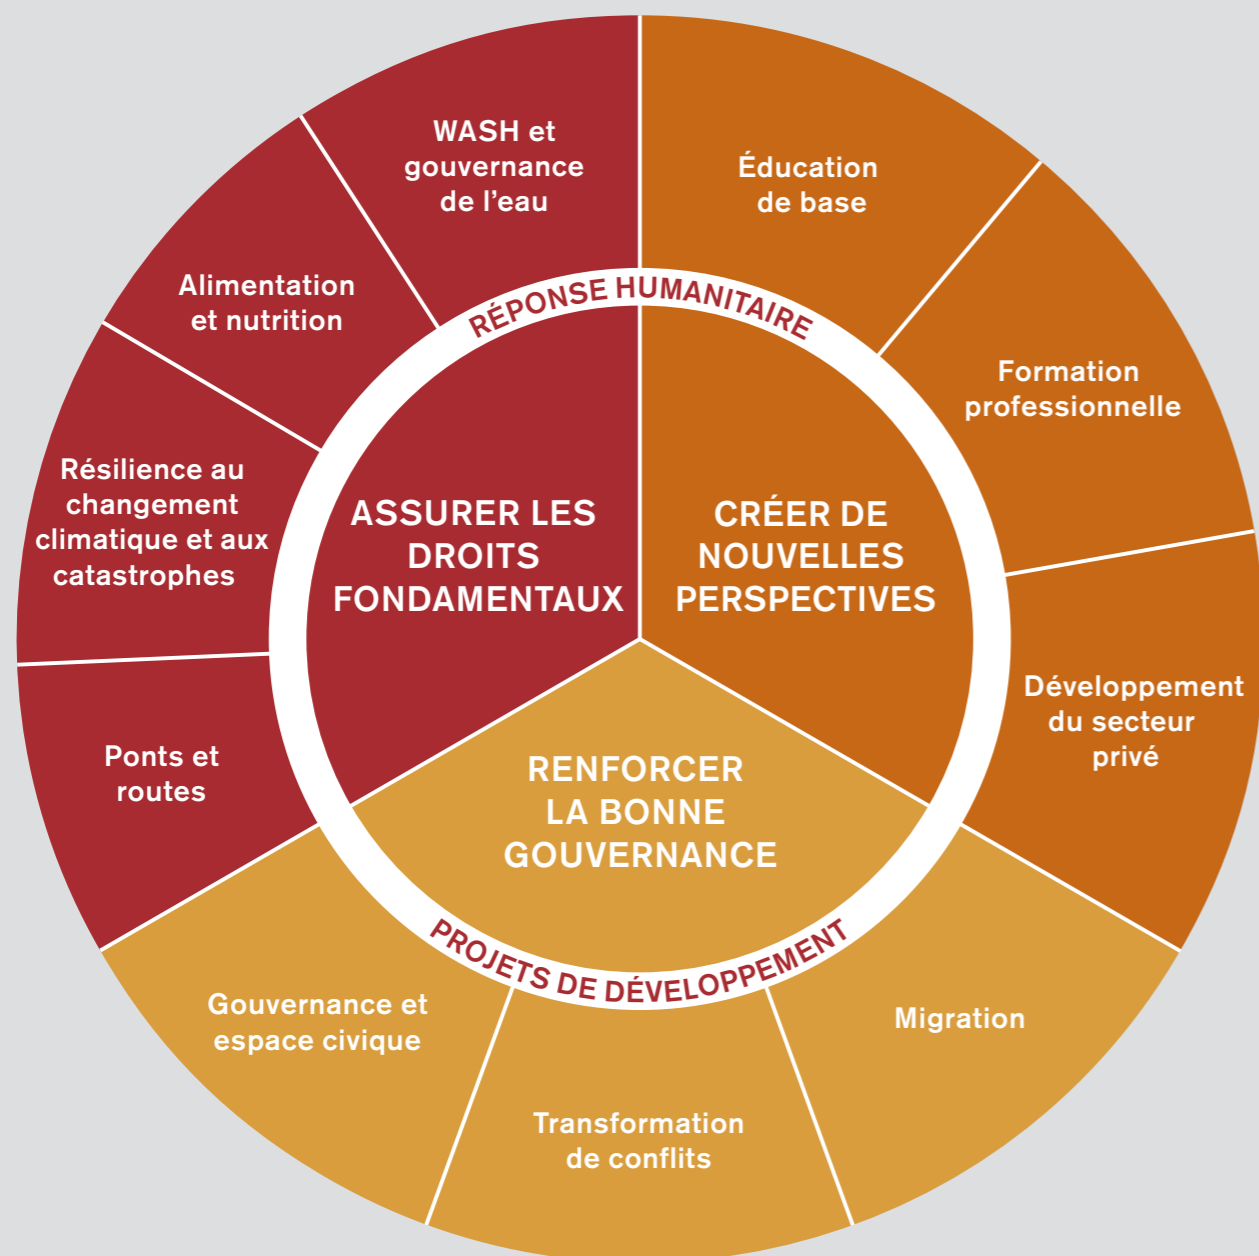 WASH et
gouvernance
de l’eau
Éducation
de base
Alimentation
et nutrition
RÉPONSE HUMANITAIRE
Formation
professionnelle
Résilience au
changement
climatique et aux
catastrophes
ASSURER LES
DROITS
FONDAMENTAUX
CRÉER DE
NOUVELLES
PERSPECTIVES
Développement
du secteur
privé
Ponts et
routes
RENFORCER
LA BONNE
GOUVERNANCE
PROJETS DE DÉVELOPPEMENT
Gouvernance et
espace civique
Migration
Transformation
de conflits